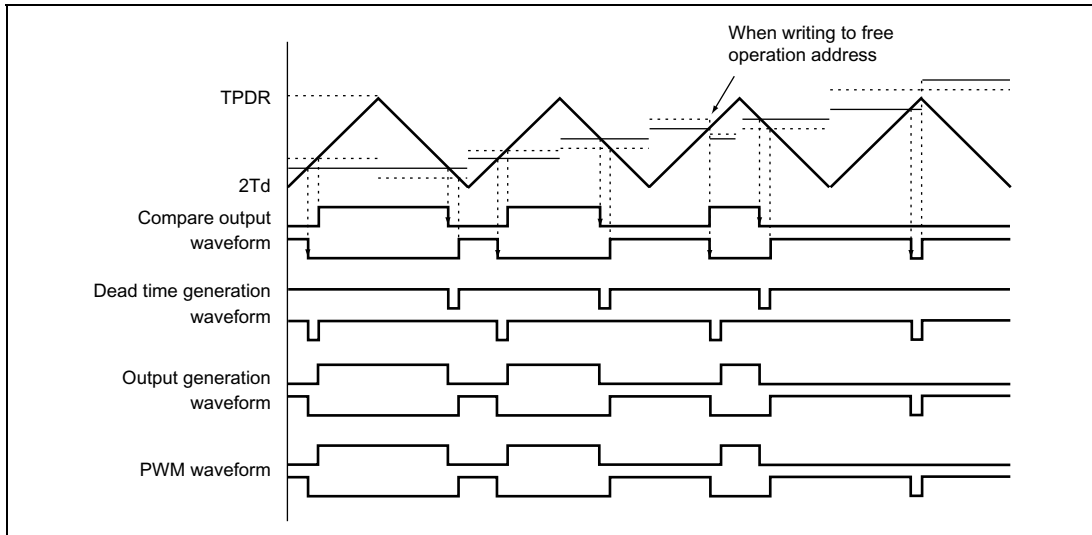 When writing to free
operation address
TPDR
2Td
Compare output
waveform
Dead time generation
waveform
Output generation
waveform
PWM waveform